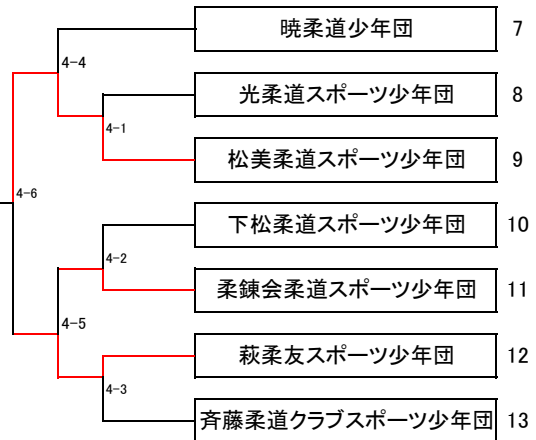 暁柔道少年団 7
4-4
光柔道スポーツ少年団 8
4-1
松美柔道スポーツ少年団 9
4-6
下松柔道スポーツ少年団 10
4-2
柔錬会柔道スポーツ少年団 11
4-5
萩柔友スポーツ少年団 12
4-3
斉藤柔道クラブスポーツ少年団 13